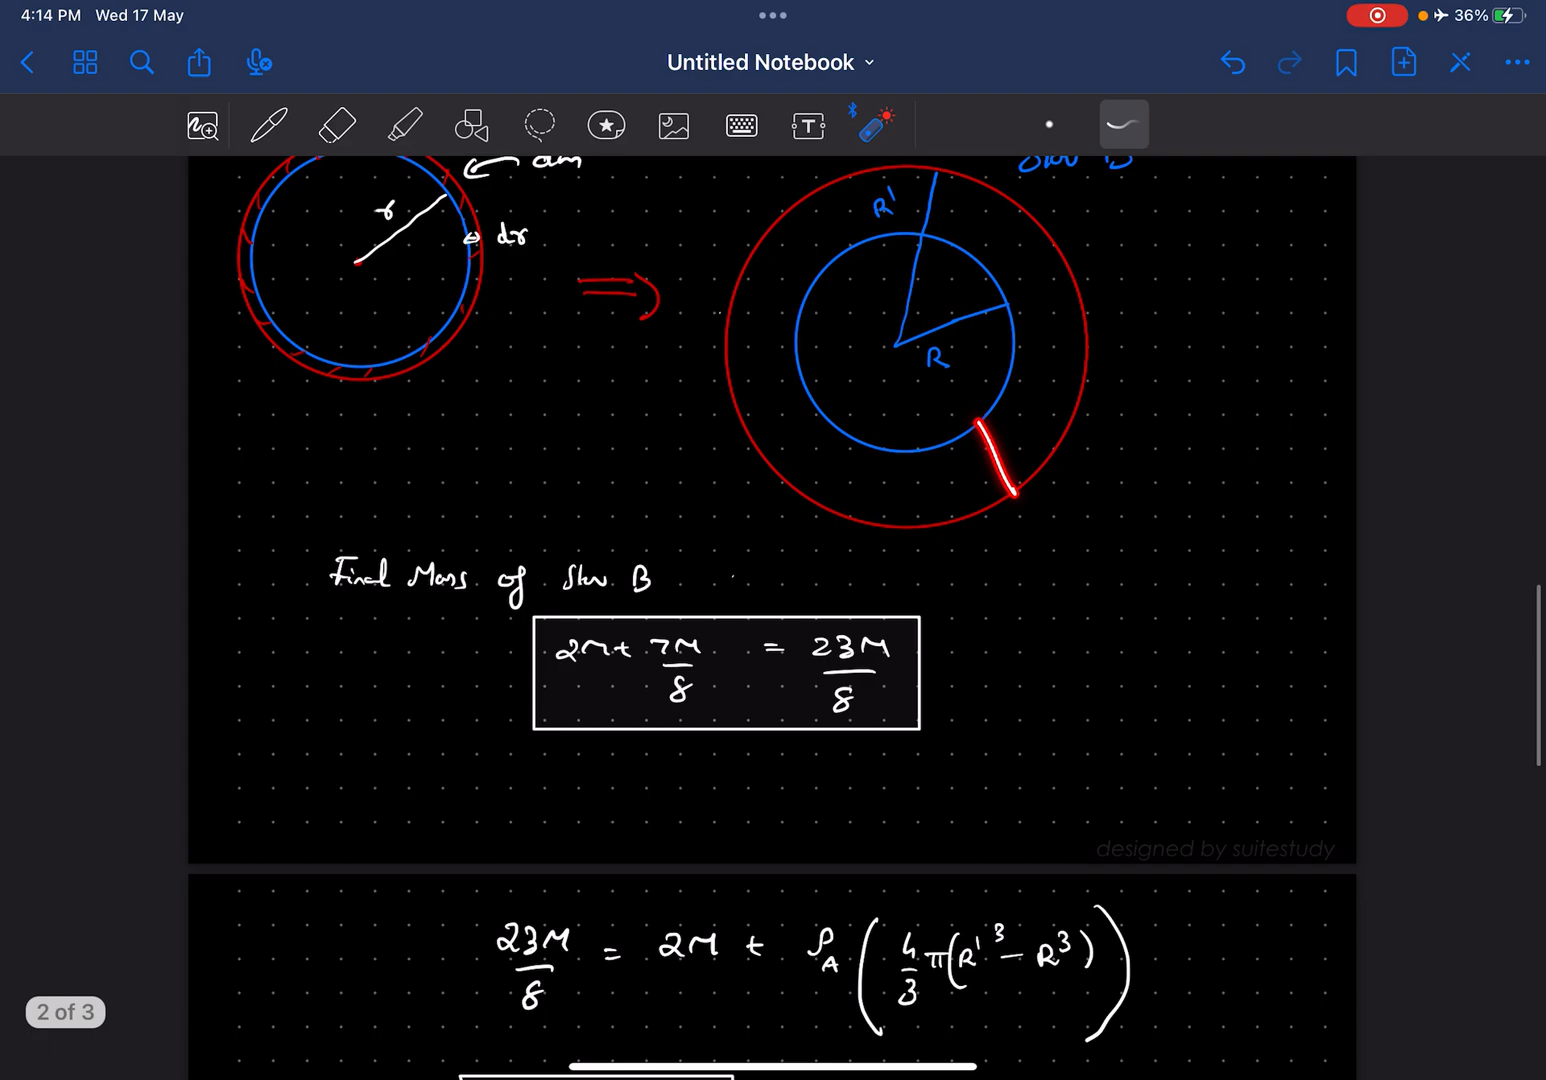 4:14 PM Wed 17 May
36%
Untitled Notebook
T
dm
r
dr
R'
R
Final Mass of Star B
2M + 7M/8 = 23M/8
designed by suitestudy
23M/8 = 2M + ρA (4/3 π(R'³ − R³))
2 of 3